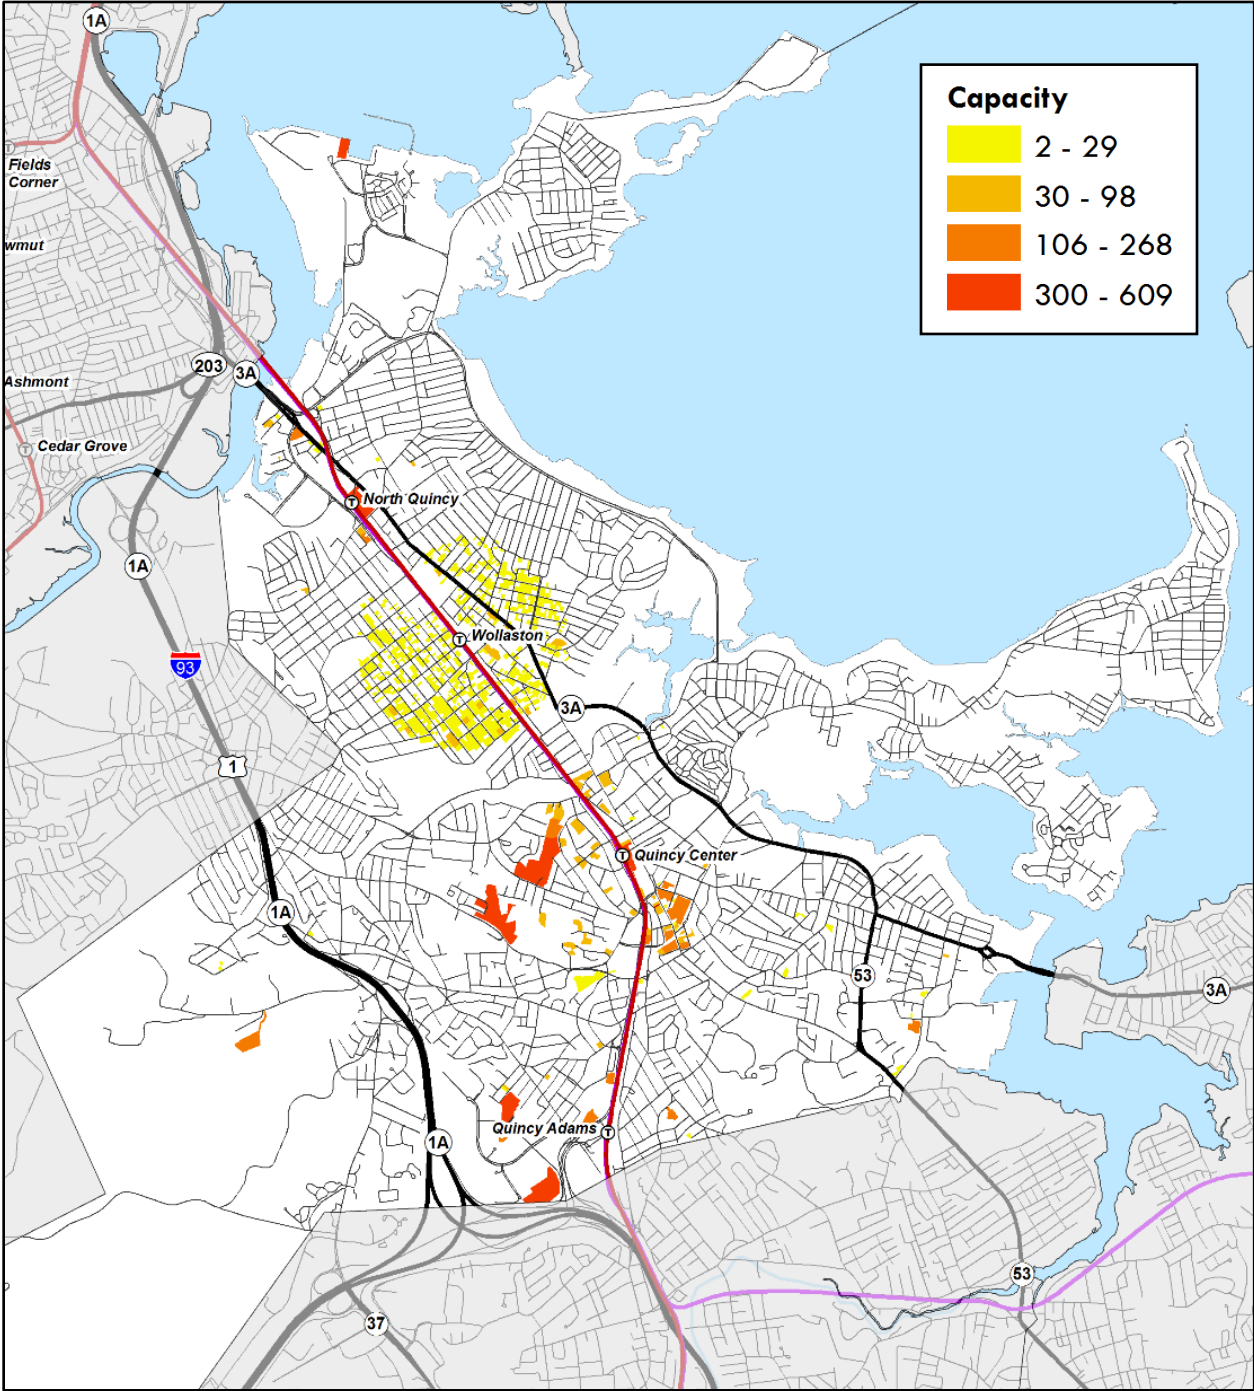 1A
Capacity
2 - 29
30 - 98
106 - 268
300 - 609
Fields
Corner
wmut
203
3A
Ashmont
Cedar Grove
T
T
North Quincy
T
1A
T
Wollaston
93
3A
1
T
Quincy Center
1A
53
3A
Quincy Adams
T
1A
53
37